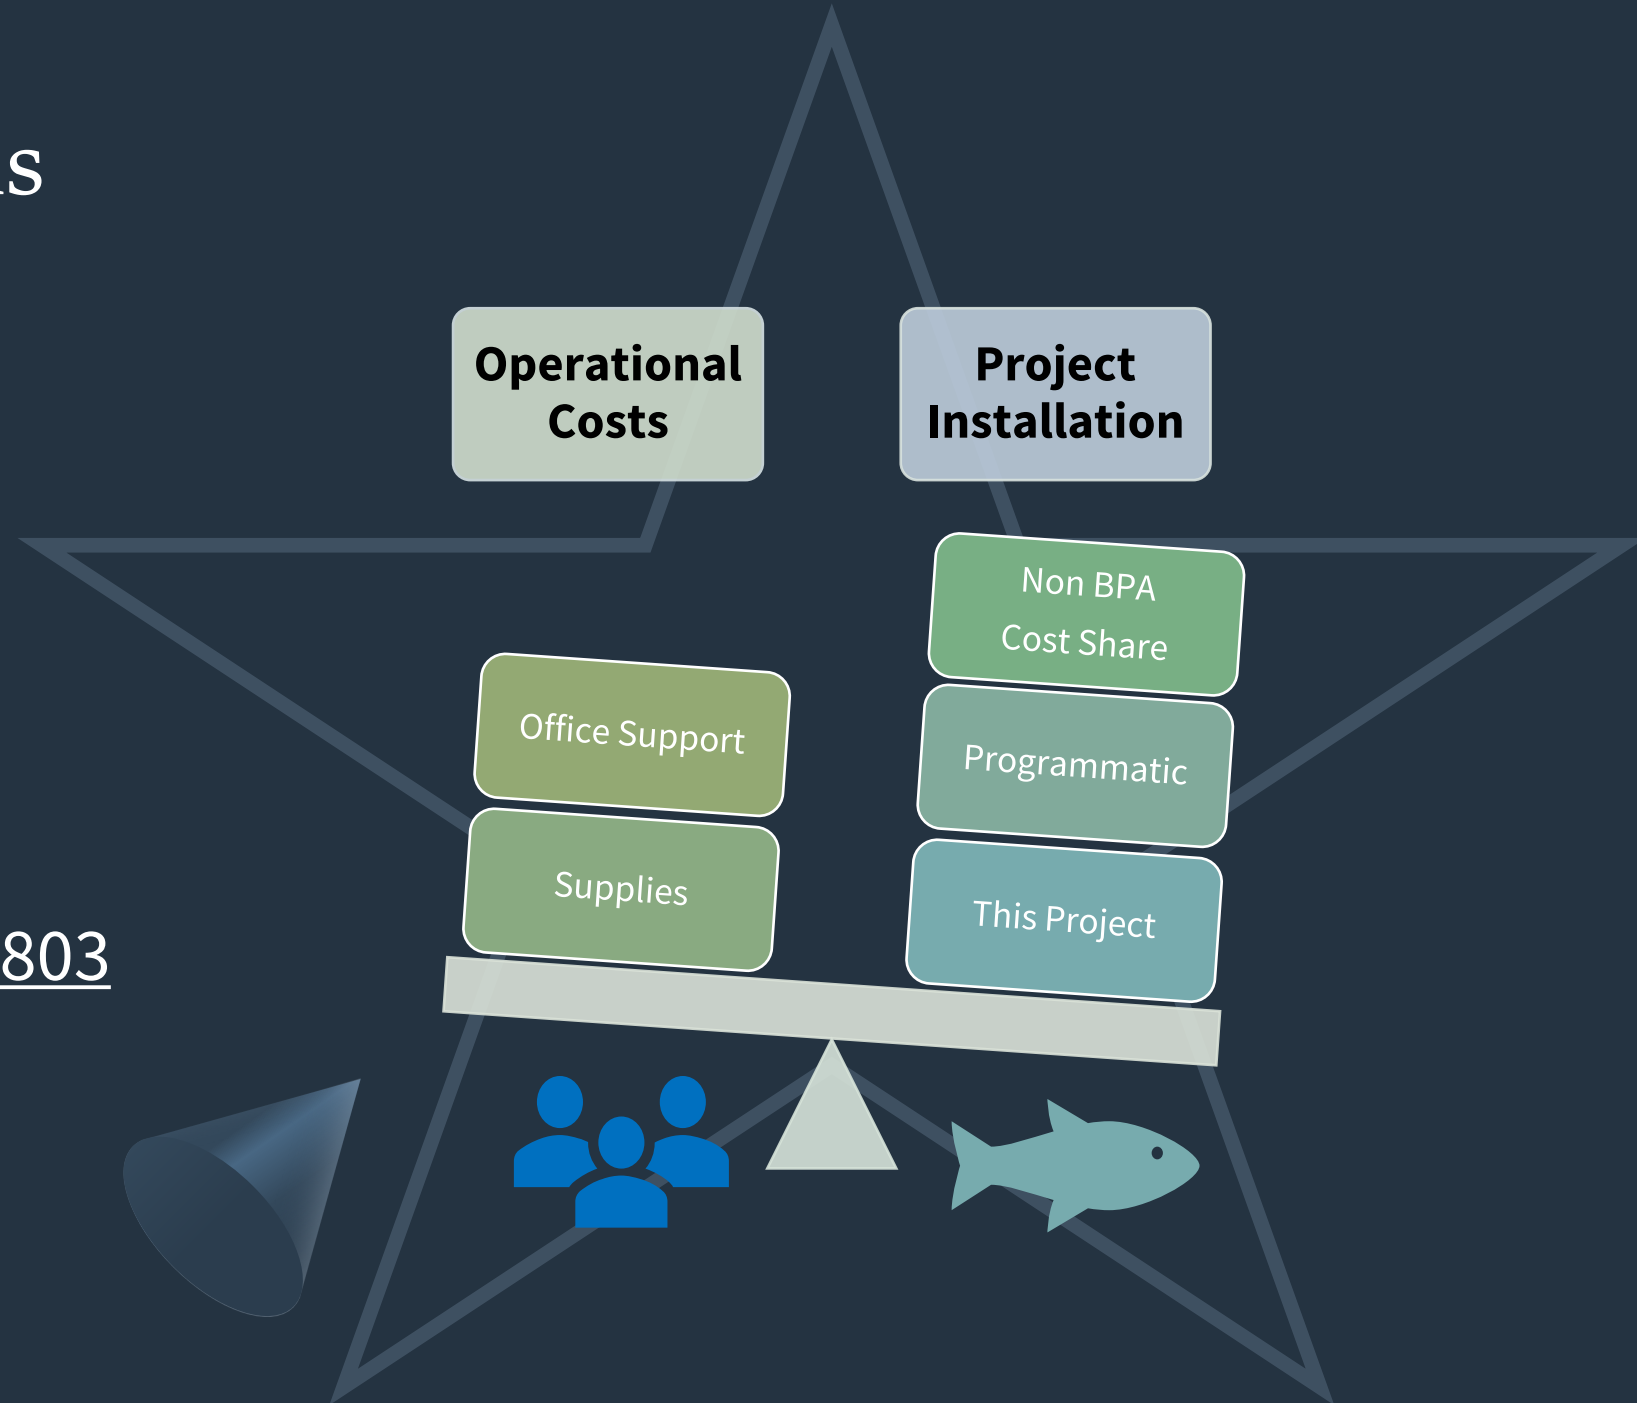 Operational
Costs
Project
Installation
Non BPA
Cost Share
Office Support
Programmatic
Supplies
This Project
803